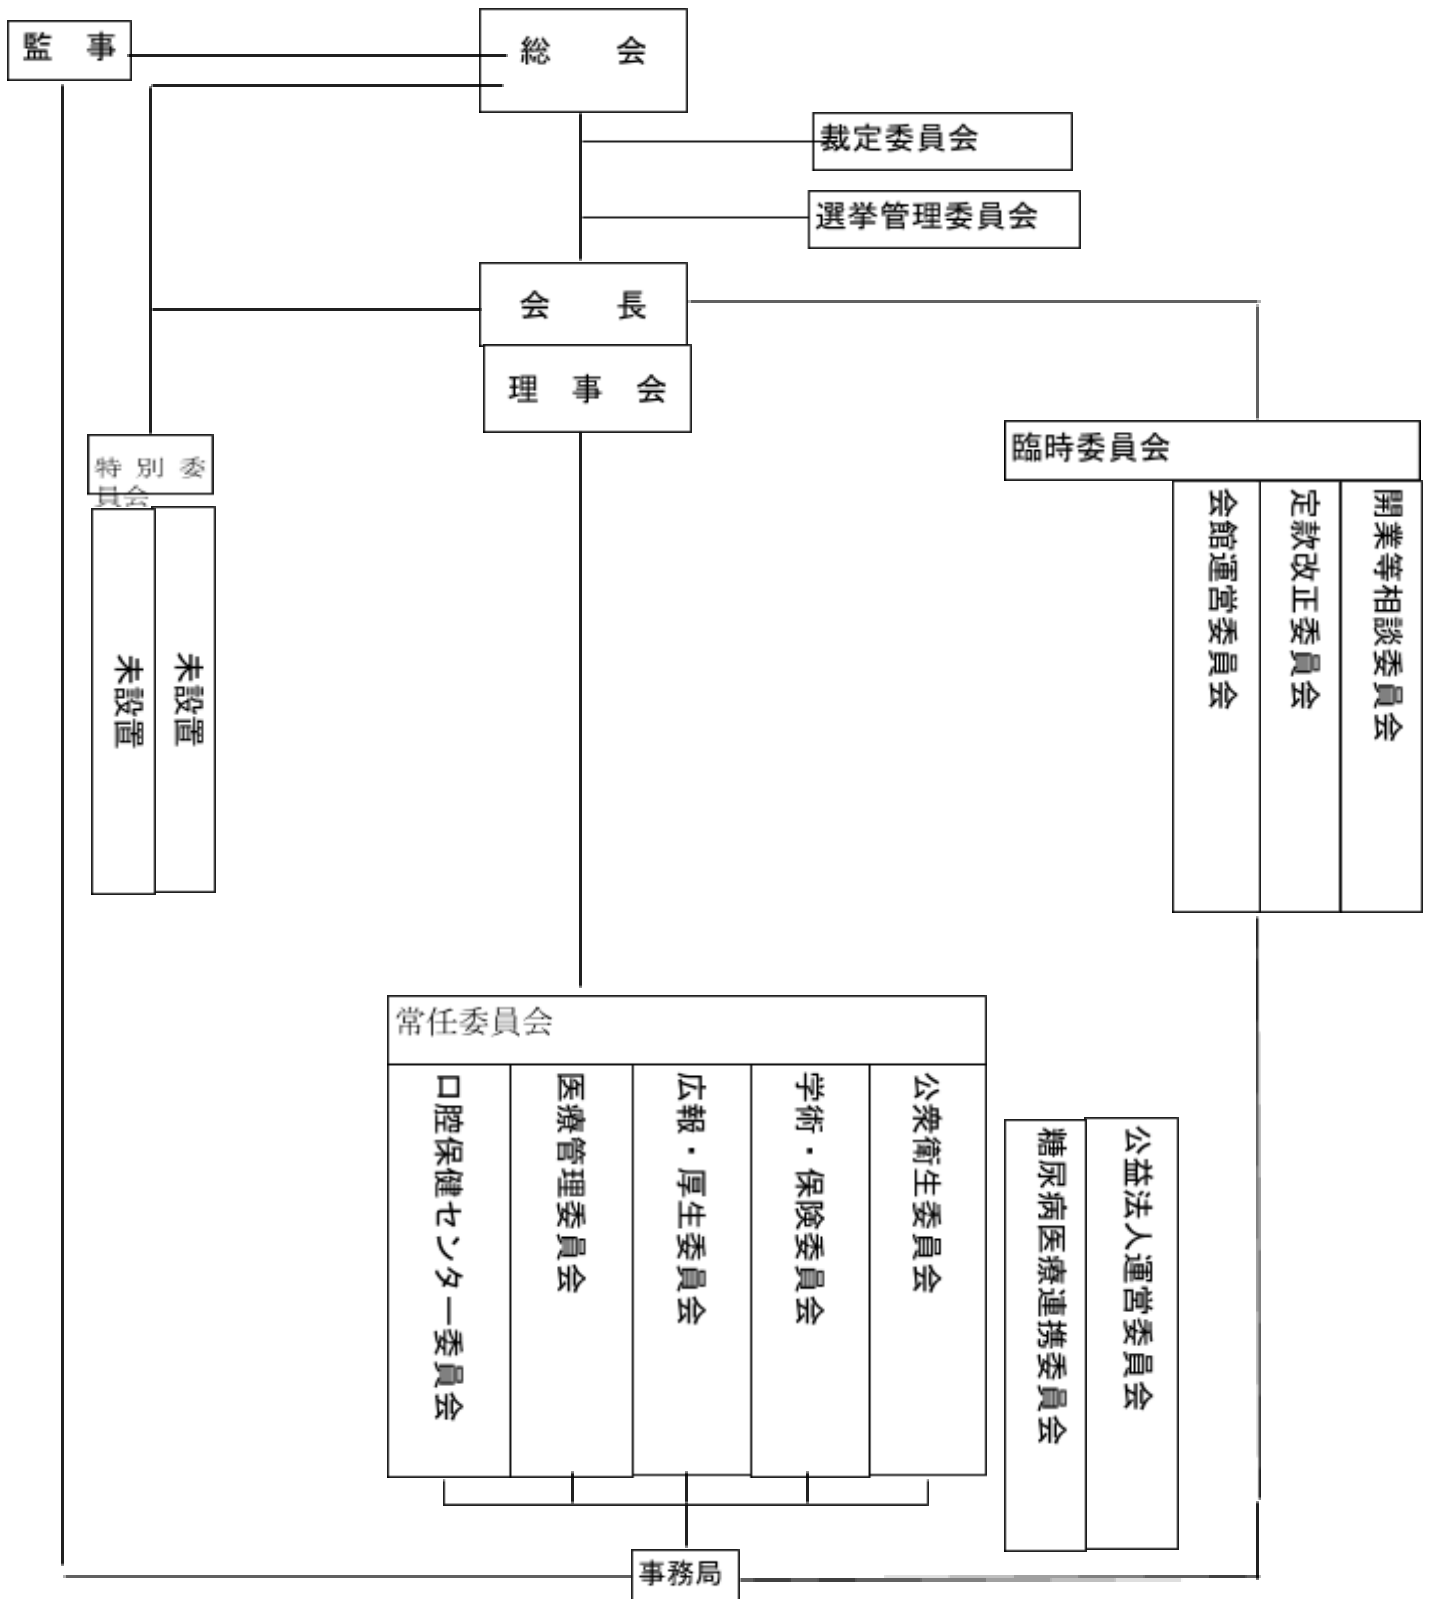 監　事
総　　会
裁定委員会
選挙管理委員会
会　　長
理　事　会
特 別 委
員会
未設置
未設置
臨時委員会
開業等相談委員会
定款改正委員会
会館運営委員会
常任委員会
公衆衛生委員会
学術・保険委員会
広報・厚生委員会
医療管理委員会
口腔保健センター委員会
公益法人運営委員会
糖尿病医療連携委員会
事務局